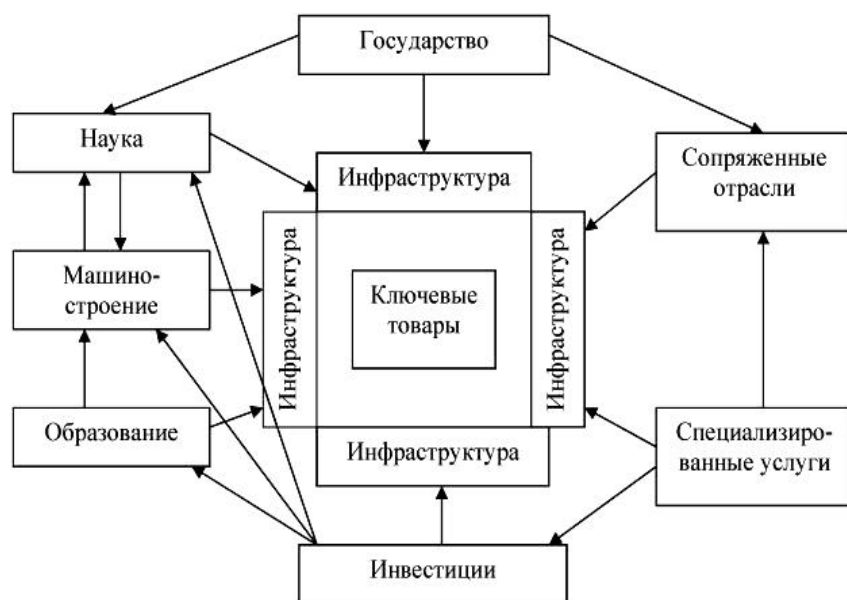 Государство
Наука
Сопряженные
отрасли
Инфраструктура
Инфраструктура
Инфраструктура
Машино-
строение
Ключевые
товары
Образование
Специализиро-
ванные услуги
Инфраструктура
Инвестиции